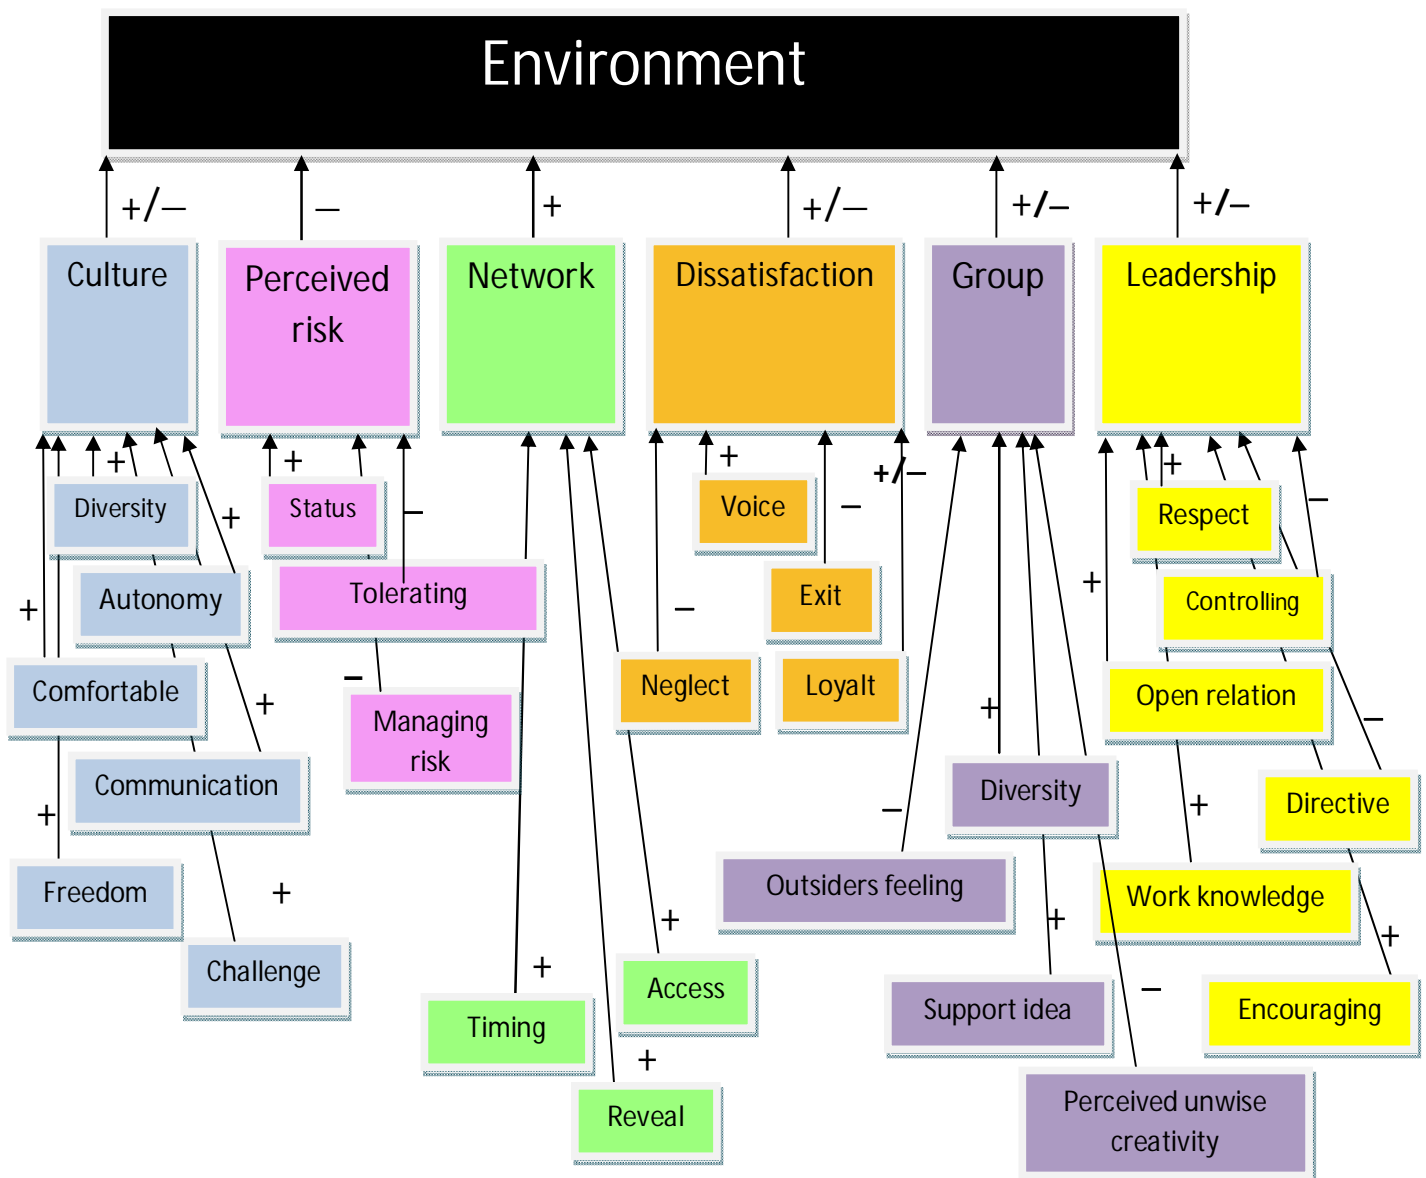 Environment
+/–
–
+
+/–
+/–
+/–
Culture
Perceived
risk
Network
Dissatisfaction
Group
Leadership
+
+
+
+/–
+
–
Diversity
Status
Voice
Respect
+
–
–
Autonomy
Tolerating
Exit
Controlling
+
–
+
Comfortable
–
Neglect
Loyalt
Open relation
+
Managing
risk
+
–
Communication
Diversity
Directive
+
–
+
Freedom
+
Outsiders feeling
Work knowledge
+
+
+
Challenge
+
Access
–
Timing
Support idea
Encouraging
+
Reveal
Perceived unwise
creativity